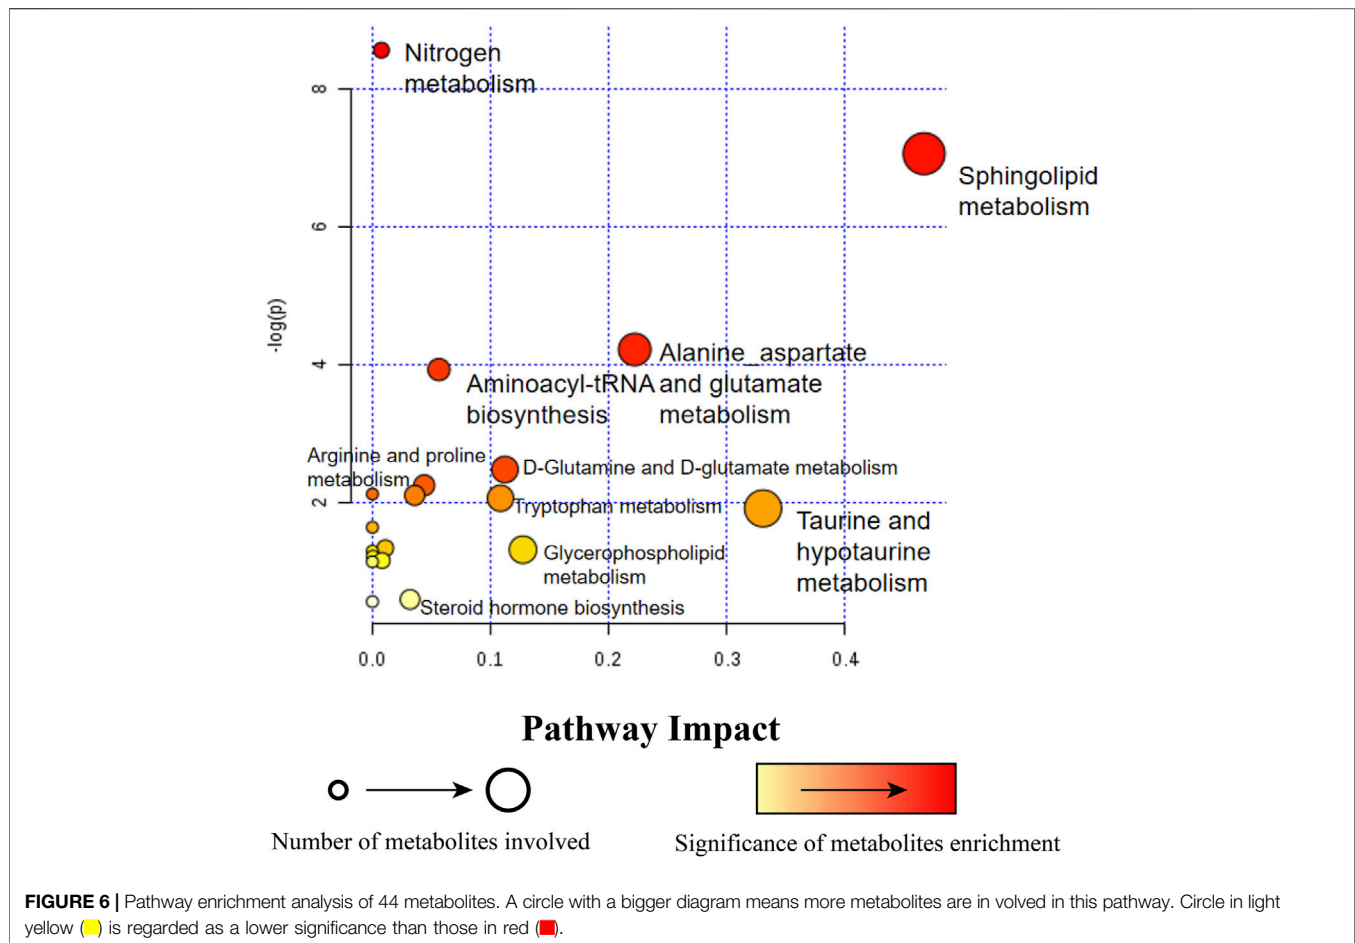 Nitrogen
metabolism
8
Sphingolipid
metabolism
6
-log(p)
4
Alanine_aspartate
and glutamate
metabolism
Aminoacyl-tRNA
biosynthesis
Arginine and proline
metabolism
D-Glutamine and D-glutamate metabolism
2
Tryptophan metabolism
Taurine and
hypotaurine
metabolism
Glycerophospholipid
metabolism
Steroid hormone biosynthesis
0.0 0.1 0.2 0.3 0.4
Pathway Impact
Number of metabolites involved
Significance of metabolites enrichment
FIGURE 6 | Pathway enrichment analysis of 44 metabolites. A circle with a bigger diagram means more metabolites are in volved in this pathway. Circle in light
yellow ( ) is regarded as a lower significance than those in red ( ).